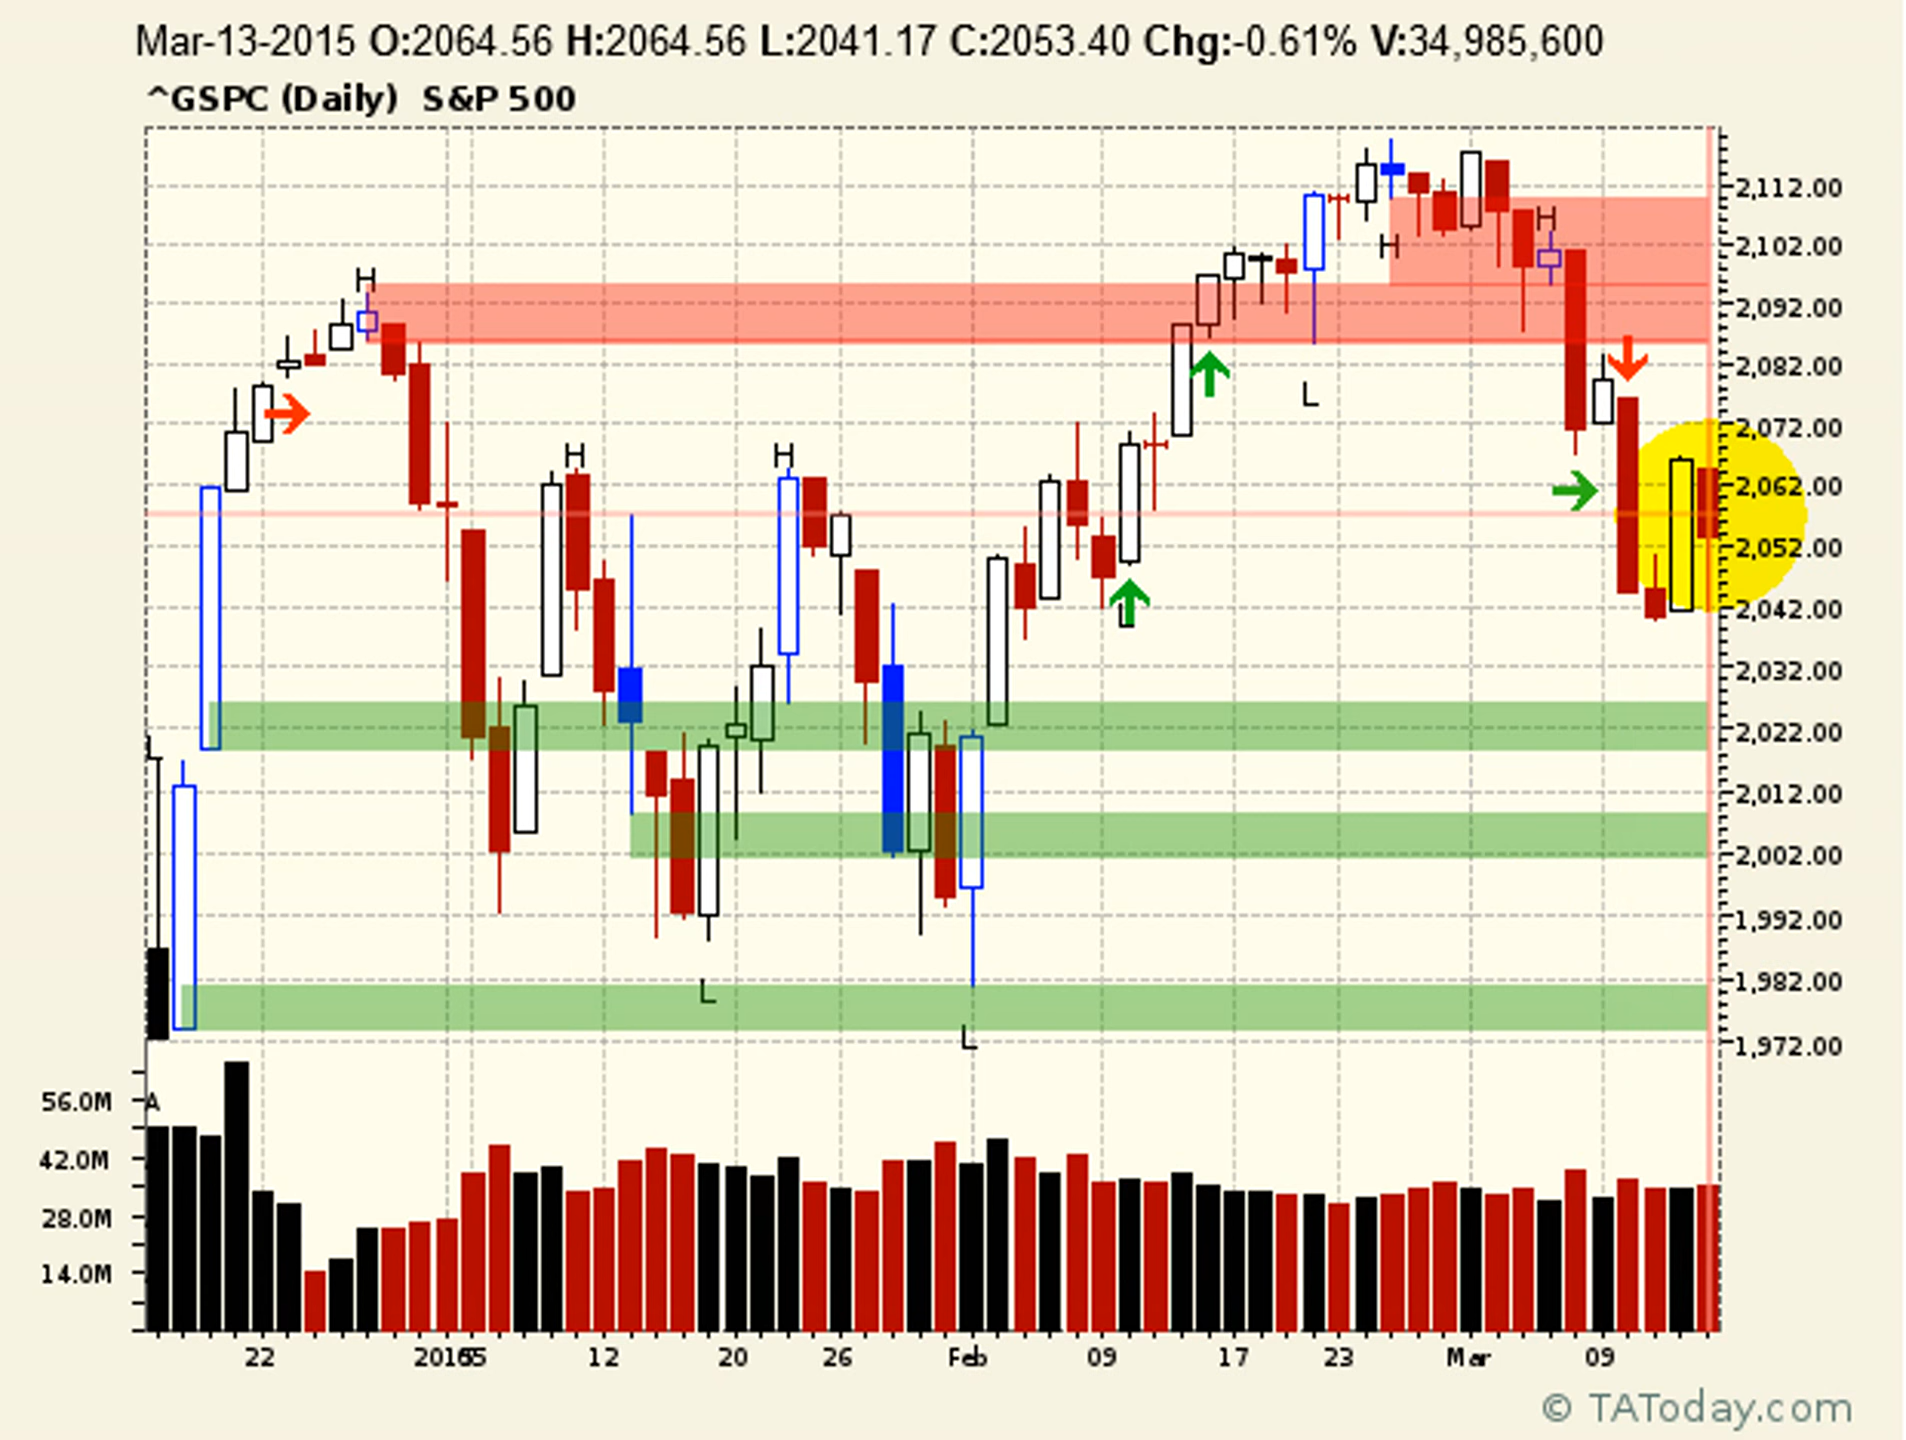 Mar-13-2015 O:2064.56 H:2064.56 L:2041.17 C:2053.40 Chg:-0.61% V:34,985,600
^GSPC (Daily) S&P 500
2,112.00
H
2,102.00
H
H
2,092.00
2,082.00
L
2,072.00
H
H
2,062.00
2,052.00
L
2,042.00
2,032.00
2,022.00
2,012.00
2,002.00
1,992.00
L
1,982.00
L
1,972.00
56.0M
A
42.0M
28.0M
14.0M
22 2015 12 20 26 Feb 09 17 23 Mar 09
© TAToday.com